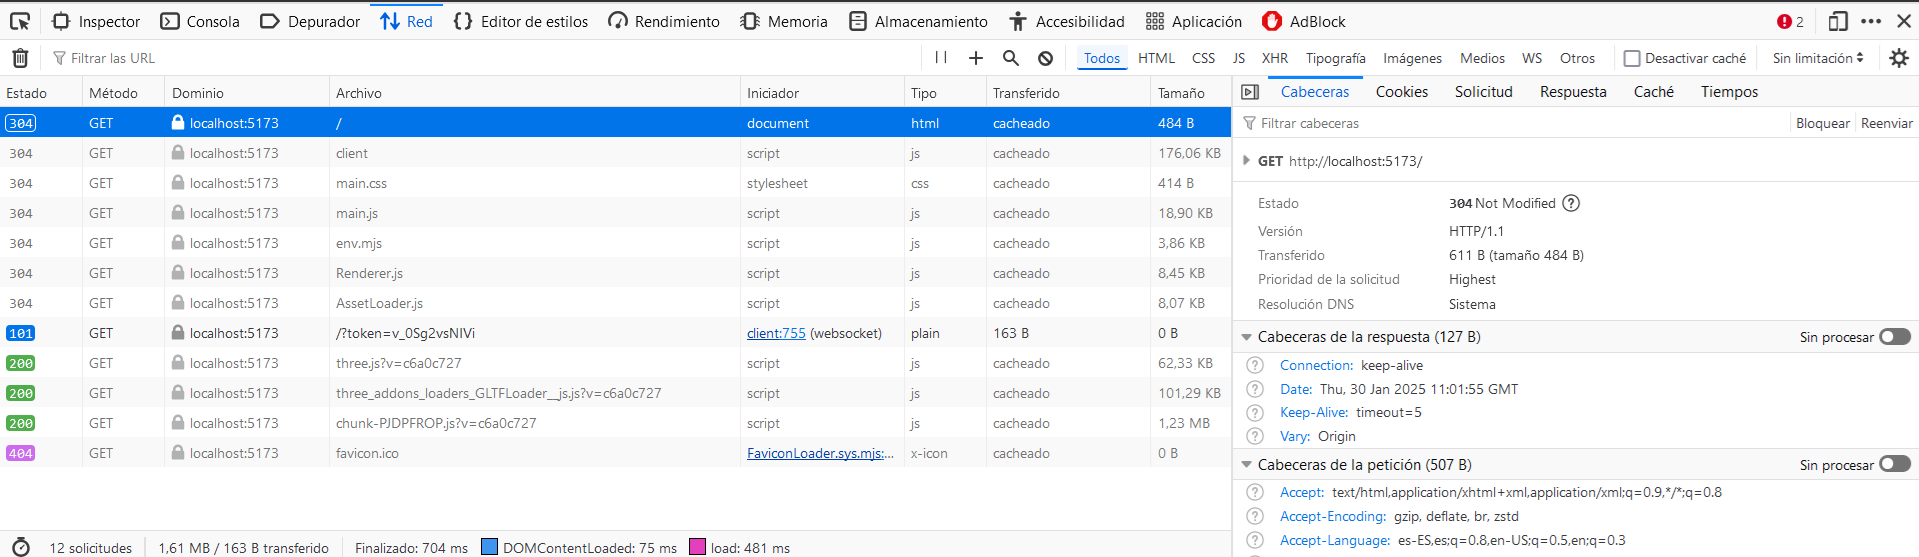 Inspector Consola Depurador Red Editor de estilos Rendimiento Memoria Almacenamiento Accesibilidad Aplicación AdBlock 2
Filtrar las URL Todos HTML CSS JS XHR Tipografía Imágenes Medios WS Otros Desactivar caché Sin limitación
Estado Método Dominio Archivo Iniciador Tipo Transferido Tamaño
304 GET localhost:5173 / document html cacheado 484 B
304 GET localhost:5173 client script js cacheado 176,06 KB
304 GET localhost:5173 main.css stylesheet css cacheado 414 B
304 GET localhost:5173 main.js script js cacheado 18,90 KB
304 GET localhost:5173 env.mjs script js cacheado 3,86 KB
304 GET localhost:5173 Renderer.js script js cacheado 8,45 KB
304 GET localhost:5173 AssetLoader.js script js cacheado 8,07 KB
101 GET localhost:5173 /?token=v_0Sg2vsNIVi client:755 (websocket) plain 163 B 0 B
200 GET localhost:5173 three.js?v=c6a0c727 script js cacheado 62,33 KB
200 GET localhost:5173 three_addons_loaders_GLTFLoader__js.js?v=c6a0c727 script js cacheado 101,29 KB
200 GET localhost:5173 chunk-PJDPFROP.js?v=c6a0c727 script js cacheado 1,23 MB
404 GET localhost:5173 favicon.ico FaviconLoader.sys.mjs:... x-icon cacheado 0 B
12 solicitudes 1,61 MB / 163 B transferido Finalizado: 704 ms DOMContentLoaded: 75 ms load: 481 ms
Cabeceras Cookies Solicitud Respuesta Caché Tiempos
Filtrar cabeceras Bloquear Reenviar
GET http://localhost:5173/
Estado 304 Not Modified
Versión HTTP/1.1
Transferido 611 B (tamaño 484 B)
Prioridad de la solicitud Highest
Resolución DNS Sistema
Cabeceras de la respuesta (127 B) Sin procesar
Connection: keep-alive
Date: Thu, 30 Jan 2025 11:01:55 GMT
Keep-Alive: timeout=5
Vary: Origin
Cabeceras de la petición (507 B) Sin procesar
Accept: text/html,application/xhtml+xml,application/xml;q=0.9,*/*;q=0.8
Accept-Encoding: gzip, deflate, br, zstd
Accept-Language: es-ES,es;q=0.8,en-US;q=0.5,en;q=0.3